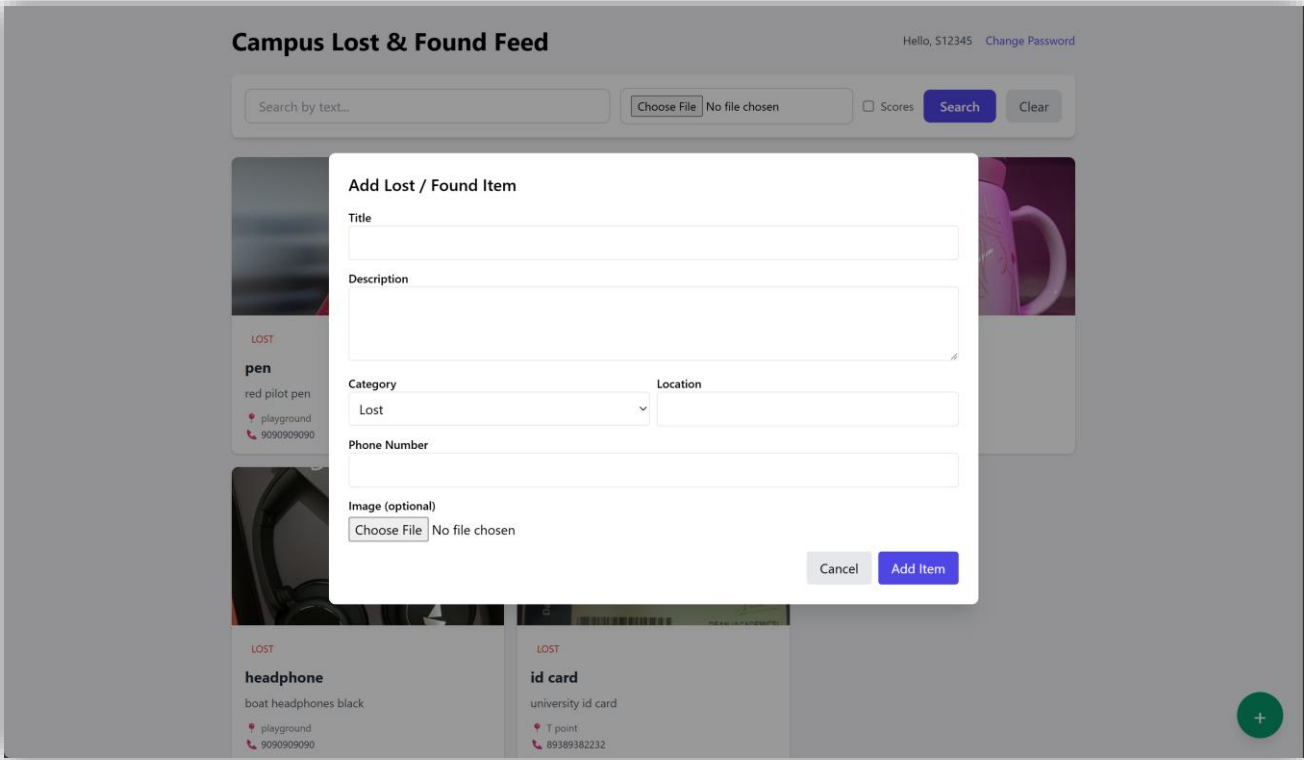 Campus Lost & Found Feed
Hello, S12345 Change Password
Search by text...
Choose File No file chosen
Scores
Search
Clear
Add Lost / Found Item
Title
Description
Category
Location
Lost
Phone Number
Image (optional)
Choose File No file chosen
Cancel
Add Item
LOST
pen
red pilot pen
playground
9090909090
LOST
headphone
boat headphones black
playground
9090909090
LOST
id card
university id card
T point
89389382232
+